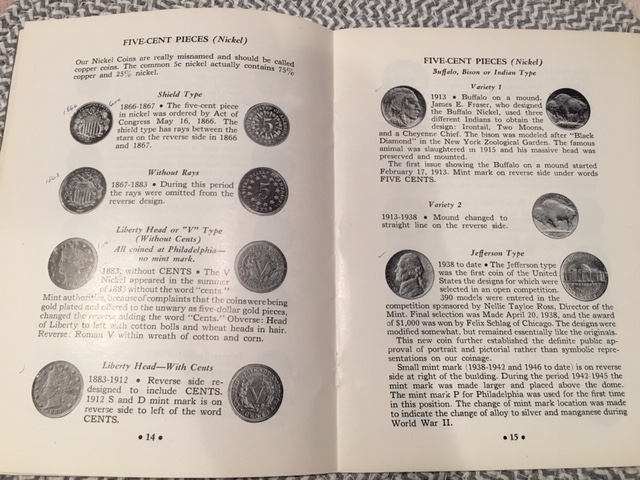 FIVE-CENT PIECES (Nickel)
Our Nickel Coins are really misnamed and should be called
copper coins. The common 5c nickel actually contains 75%
copper and 25% nickel.
Shield Type
1866-1867 • The five-cent piece
in nickel was ordered by Act of
Congress May 16, 1866. The
shield type has rays between the
stars on the reverse side in 1866
and 1867.
1866
Without Rays
1867-1883 • During this period
the rays were omitted from the
reverse design.
1868
Liberty Head or "V" Type
(Without Cents)
All coined at Philadelphia—
no mint mark.
1883, without CENTS • The V
Nickel appeared in the summer
of 1883 without the word "cents."
Mint authorities, because of complaints that the coins were being
gold plated and offered to the unwary as five-dollar gold pieces,
changed the reverse adding the word "Cents." Obverse: Head
of Liberty to left with cotton bolls and wheat heads in hair.
Reverse: Roman V within wreath of cotton and corn.
Liberty Head—With Cents
1883-1912 • Reverse side re-
designed to include CENTS.
1912 S and D mint mark is on
reverse side to left of the word
CENTS.
• 14 •
FIVE-CENT PIECES (Nickel)
Buffalo, Bison or Indian Type
Variety 1
1913 • Buffalo on a mound.
James E. Fraser, who designed
the Buffalo Nickel, used three
different Indians to obtain the
design: Irontail, Two Moons,
and a Cheyenne Chief. The bison was modeled after "Black
Diamond" in the New York Zoological Garden. The famous
animal was slaughtered in 1915 and his massive head was
preserved and mounted.
The first issue showing the Buffalo on a mound started
February 17, 1913. Mint mark on reverse side under words
FIVE CENTS.
Variety 2
1913-1938 • Mound changed to
straight line on the reverse side.
Jefferson Type
1938 to date • The Jefferson type
was the first coin of the United
States the designs for which were
selected in an open competition.
390 models were entered in the
competition sponsored by Nellie Tayloe Ross, Director of the
Mint. Final selection was Made April 20, 1938, and the award
of $1,000 was won by Felix Schlag of Chicago. The designs were
modified somewhat, but remained essentially like the originals.
This new coin further established the definite public ap-
proval of portrait and pictorial rather than symbolic repre-
sentations on our coinage.
Small mint mark (1938-1942 and 1946 to date) is on reverse
side at right of the building. During the period 1942-1945
the mint mark was made larger and placed above the dome.
The mint mark P for Philadelphia was used for the first time
in this position. The change of mint mark location was made
to indicate the change of alloy to silver and manganese during
World War II.
• 15 •